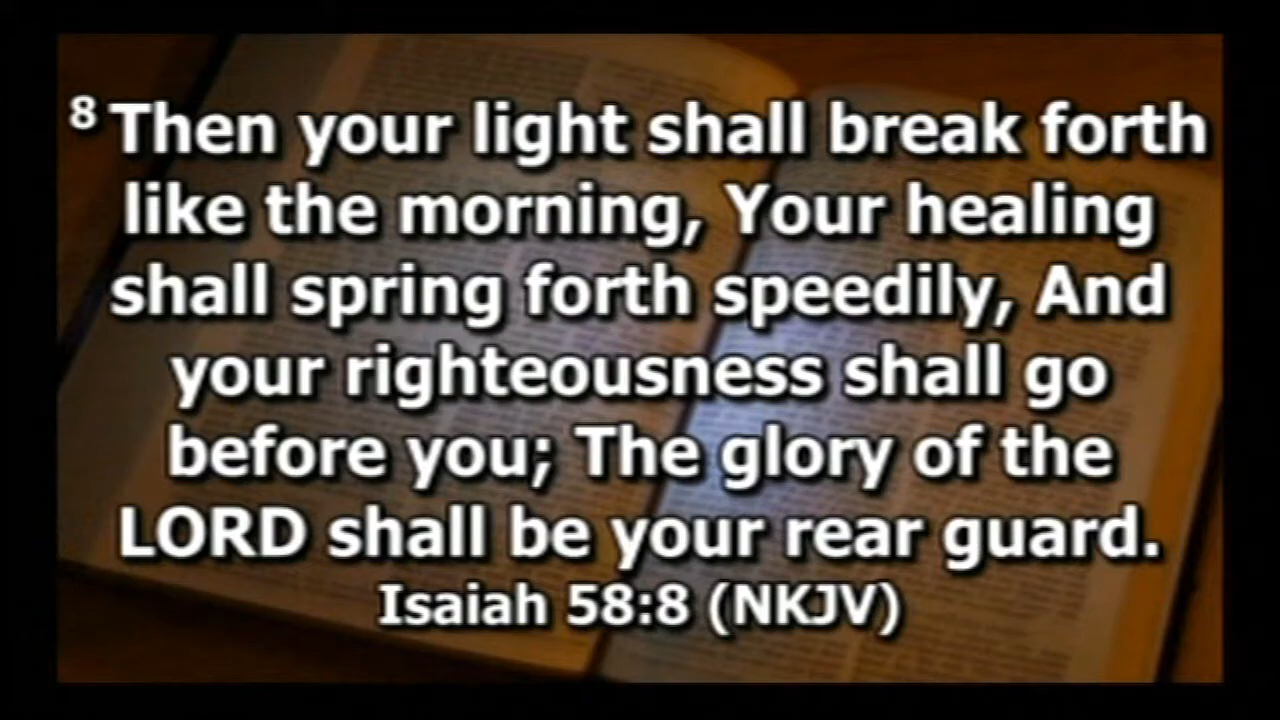 8 Then your light shall break forth
like the morning, Your healing
shall spring forth speedily, And
your righteousness shall go
before you; The glory of the
LORD shall be your rear guard.
Isaiah 58:8 (NKJV)